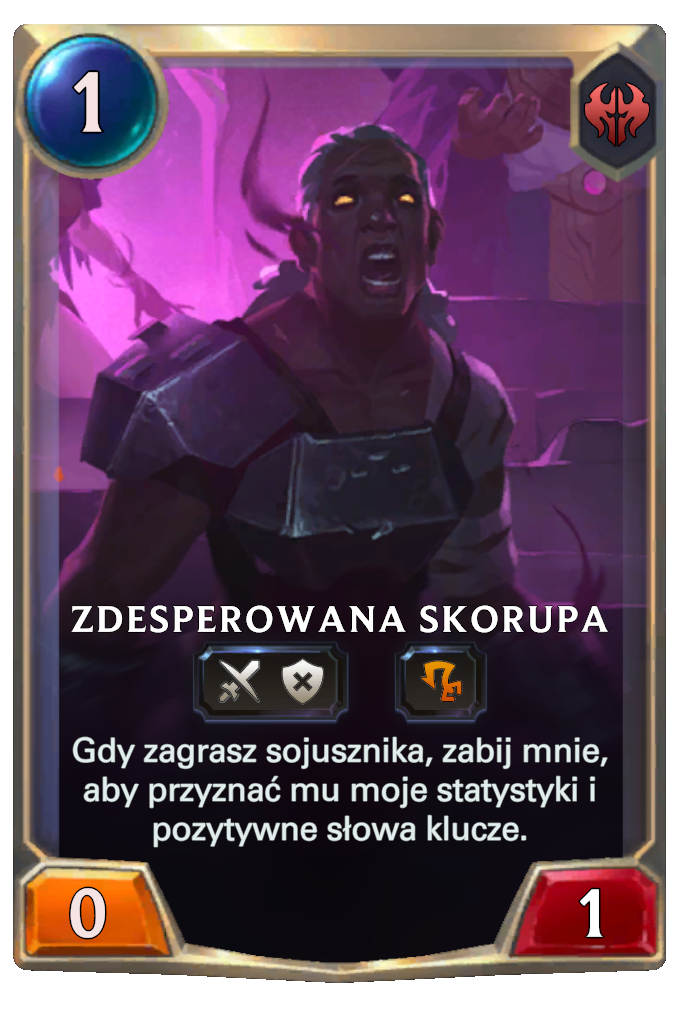 1
ZDESPEROWANA SKORUPA
Gdy zagrasz sojusznika, zabij mnie,
aby przyznać mu moje statystyki i
pozytywne słowa klucze.
0
1